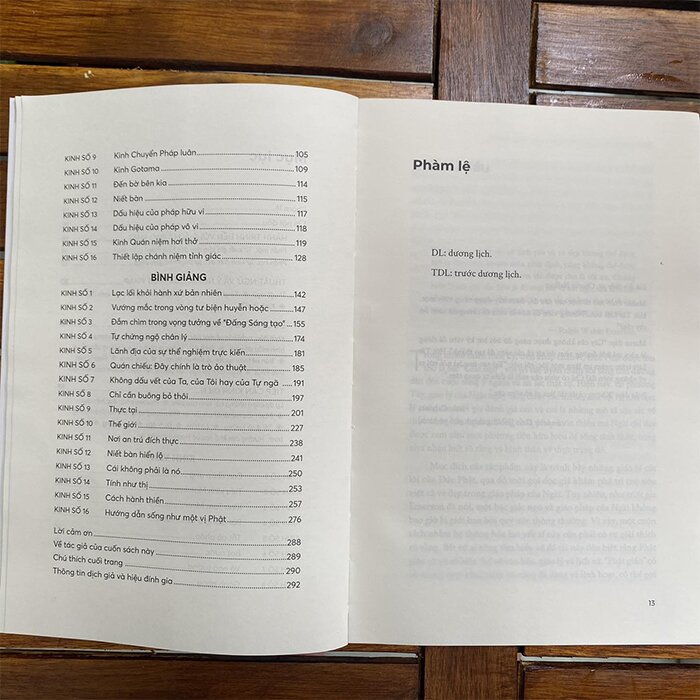 KINH SỐ 9 Kinh Chuyển Pháp luân 105
KINH SỐ 10 Kinh Gotama 109
KINH SỐ 11 Đến bờ bên kia 114
KINH SỐ 12 Niết bàn 115
KINH SỐ 13 Dấu hiệu của pháp hữu vi 117
KINH SỐ 14 Dấu hiệu của pháp vô vi 118
KINH SỐ 15 Kinh Quán niệm hơi thở 119
KINH SỐ 16 Thiết lập chánh niệm tỉnh giác 128
BÌNH GIẢNG
KINH SỐ 1 Lạc lối khỏi hành xứ bản nhiên 142
KINH SỐ 2 Vướng mắc trong vòng tư biện huyễn hoặc 147
KINH SỐ 3 Đắm chìm trong vọng tưởng về "Đấng Sáng tạo" 155
KINH SỐ 4 Tự chứng ngộ chân lý 174
KINH SỐ 5 Lãnh địa của sự thể nghiệm trực kiến 181
KINH SỐ 6 Quán chiếu: Đây chính là trò ảo thuật 185
KINH SỐ 7 Không dấu vết của Ta, của Tôi hay của Tự ngã 191
KINH SỐ 8 Chỉ cần buông bỏ thôi 197
KINH SỐ 9 Thực tại 201
KINH SỐ 10 Thế giới 227
KINH SỐ 11 Nơi an trú đích thực 238
KINH SỐ 12 Niết bàn hiển lộ 241
KINH SỐ 13 Cái không phải là nó 250
KINH SỐ 14 Tính như thị 253
KINH SỐ 15 Cách hành thiền 257
KINH SỐ 16 Hướng dẫn sống như một vị Phật 276
Lời cảm ơn 288
Về tác giả của cuốn sách này 289
Chú thích cuối trang 290
Thông tin dịch giả và hiệu đính gia 292
Phàm lệ
DL: dương lịch.
TDL: trước dương lịch.
13